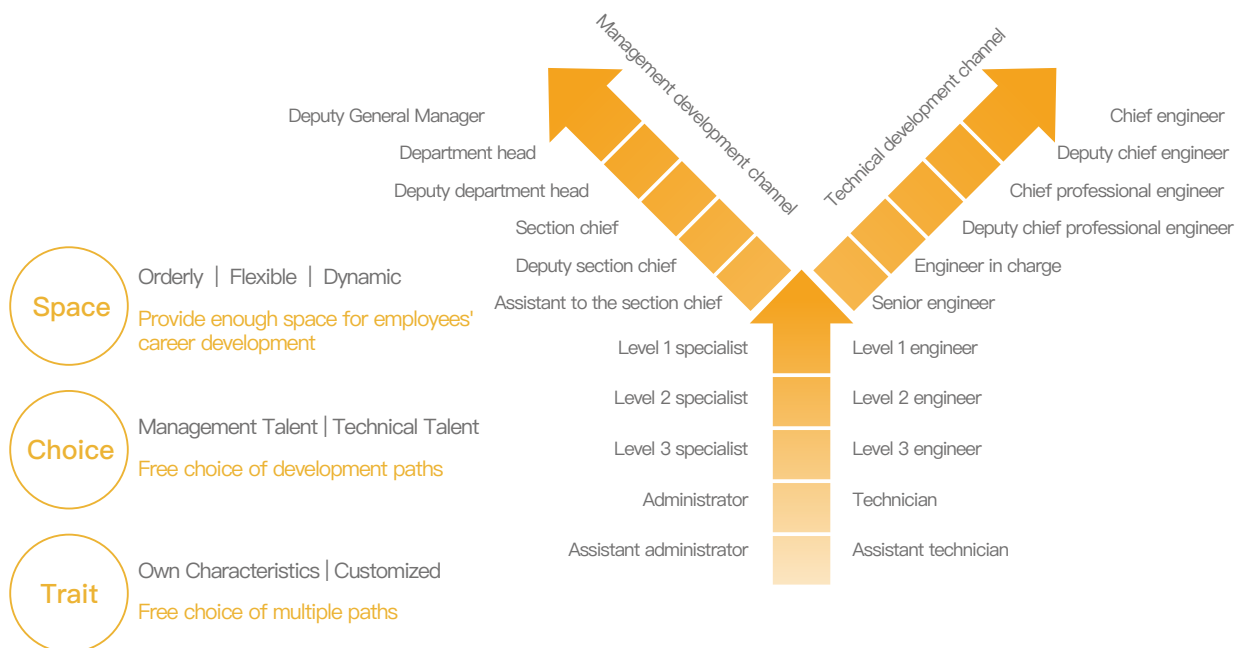 Management development channel
Technical development channel
Deputy General Manager
Chief engineer
Department head
Deputy chief engineer
Deputy department head
Chief professional engineer
Section chief
Deputy chief professional engineer
Deputy section chief
Engineer in charge
Assistant to the section chief
Senior engineer
Level 1 specialist
Level 1 engineer
Level 2 specialist
Level 2 engineer
Level 3 specialist
Level 3 engineer
Administrator
Technician
Assistant administrator
Assistant technician
Space
Orderly | Flexible | Dynamic
Provide enough space for employees'
career development
Choice
Management Talent | Technical Talent
Free choice of development paths
Trait
Own Characteristics | Customized
Free choice of multiple paths